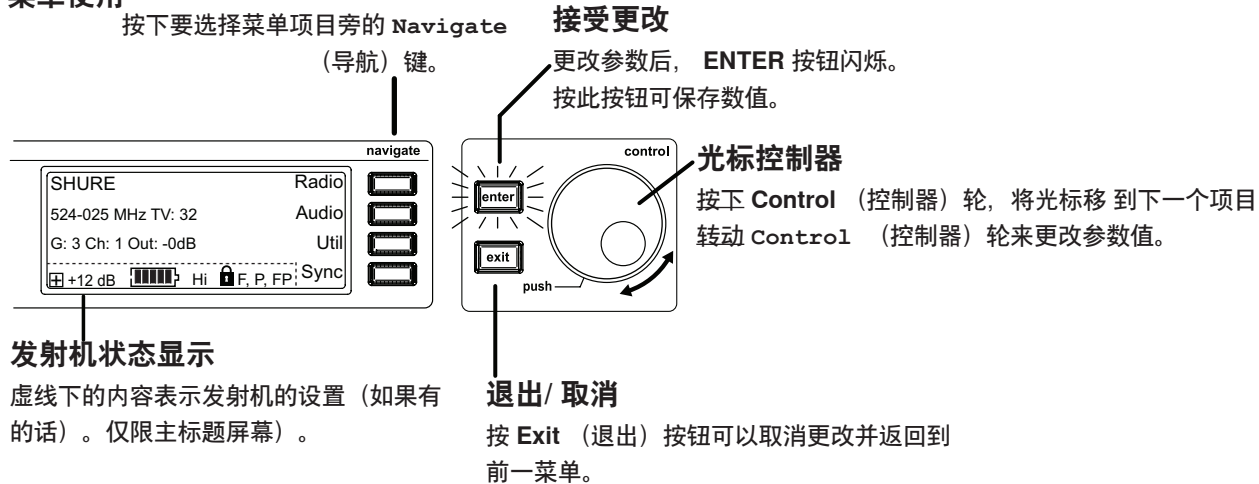 菜单使用
按下要选择菜单项目旁的 Navigate
（导航）键。
接受更改
更改参数后， ENTER 按钮闪烁。
按此按钮可保存数值。
navigate
SHURE Radio
524-025 MHz TV: 32 Audio
G: 3 Ch: 1 Out: -0dB Util
+12 dB Hi F, P, FP Sync
control
enter
exit
push
光标控制器
按下 Control （控制器）轮，将光标移 到下一个项目
转动 Control （控制器）轮来更改参数值。
发射机状态显示
虚线下的内容表示发射机的设置（如果有
的话）。仅限主标题屏幕）。
退出/ 取消
按 Exit （退出）按钮可以取消更改并返回到
前一菜单。